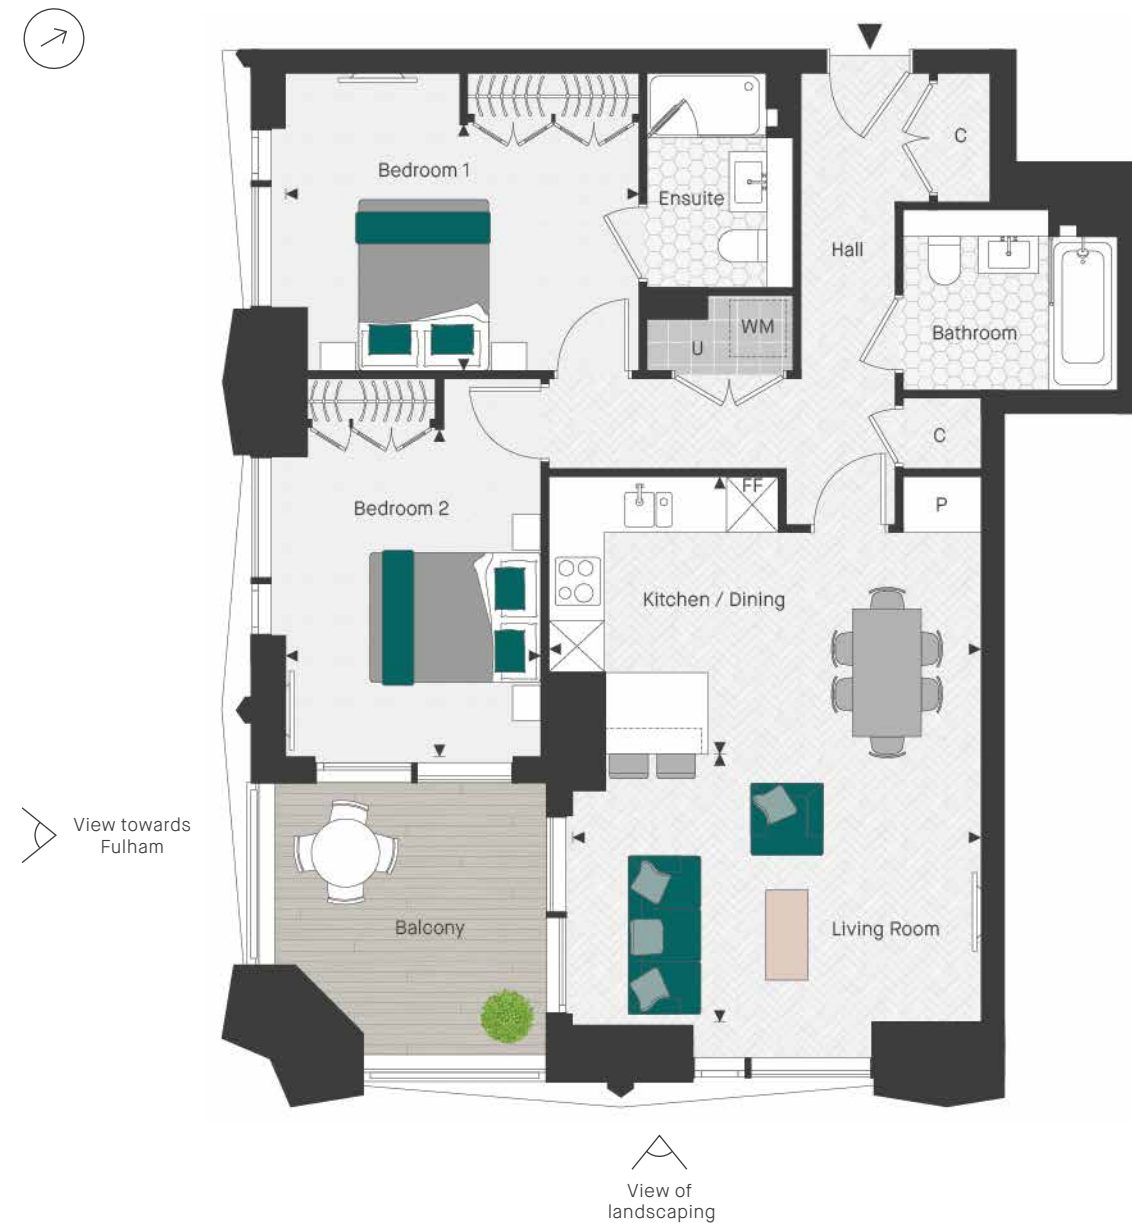 C
Bedroom 1
Ensuite
Hall
WM
U
Bathroom
C
FF
P
Bedroom 2
Kitchen / Dining
View towards
Fulham
Balcony
Living Room
View of
landscaping